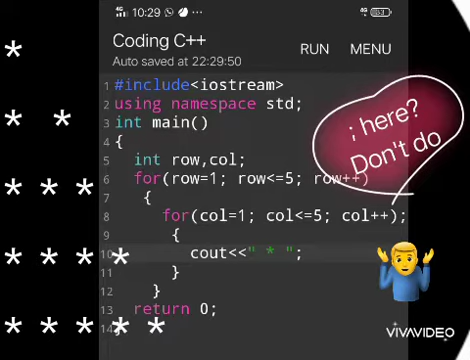 10:29
Coding C++
Auto saved at 22:29:50
RUN MENU
1 #include<iostream>
2 using namespace std;
3 int main()
4 {
5 int row,col;
6 for(row=1; row<=5; row++)
7 {
8 for(col=1; col<=5; col++);
9 {
10 cout<<" * ";
11 }
12 }
13 return 0;
14
; here?
Don't do
*
* *
* * *
* * * *
* * * * *
VIVAVIDEO